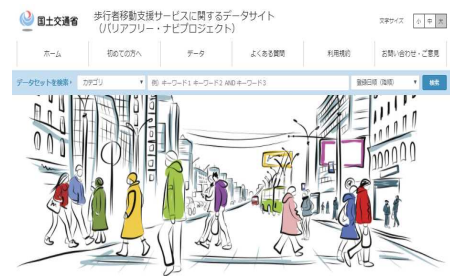 国土交通省
歩行者移動支援サービスに関するデータサイト
（バリアフリー・ナビプロジェクト）
文字サイズ 小 中 大
ホーム 初めての方へ データ よくある質問 利用規約 お問い合わせ・ご意見
データセットを検索 カテゴリ 例）キーワード1 キーワード2 AND キーワード3 登録日順（降順） 検索